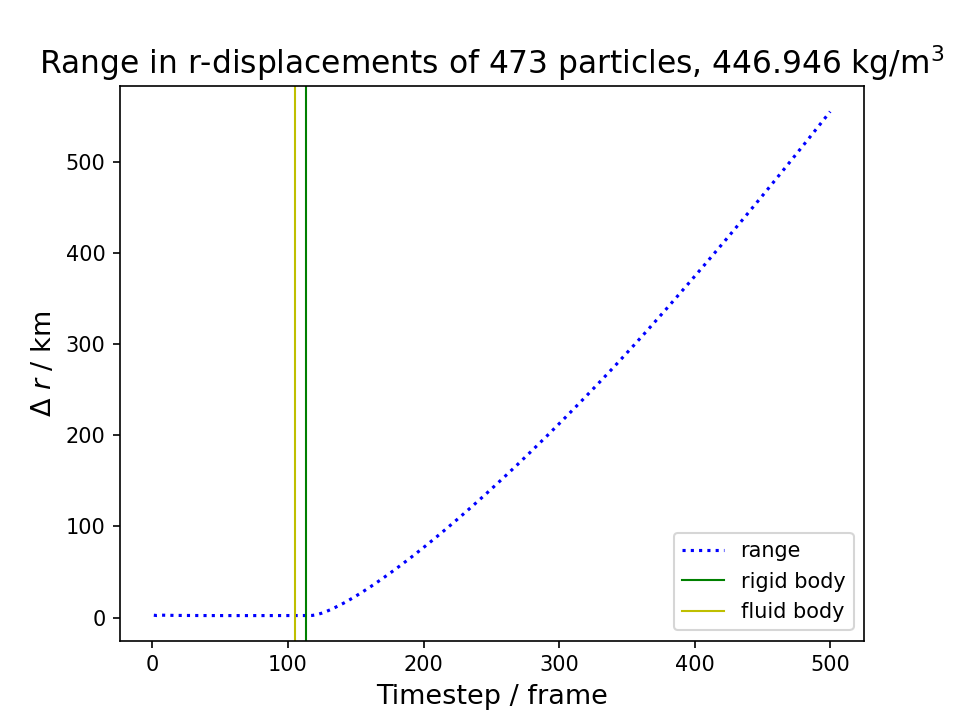 Range in r-displacements of 473 particles, 446.946 kg/m³
500
400
300
200
100
0
Δ r / km
0 100 200 300 400 500
Timestep / frame
range
rigid body
fluid body